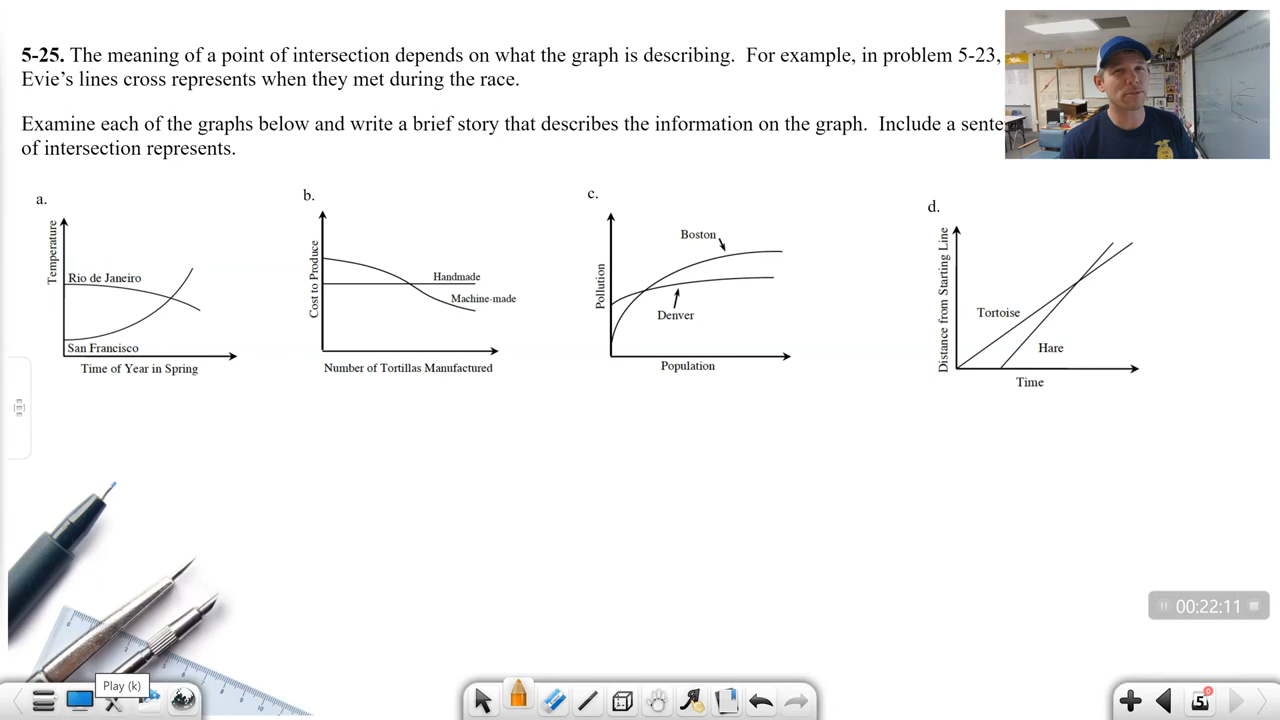 5-25. The meaning of a point of intersection depends on what the graph is describing. For example, in problem 5-23,
Evie's lines cross represents when they met during the race.
Examine each of the graphs below and write a brief story that describes the information on the graph. Include a sente
of intersection represents.
a.
Temperature
Rio de Janeiro
San Francisco
Time of Year in Spring
b.
Cost to Produce
Handmade
Machine-made
Number of Tortillas Manufactured
c.
Pollution
Boston
Denver
Population
d.
Distance from Starting Line
Tortoise
Hare
Time
00:22:11
Play (k)
5
0